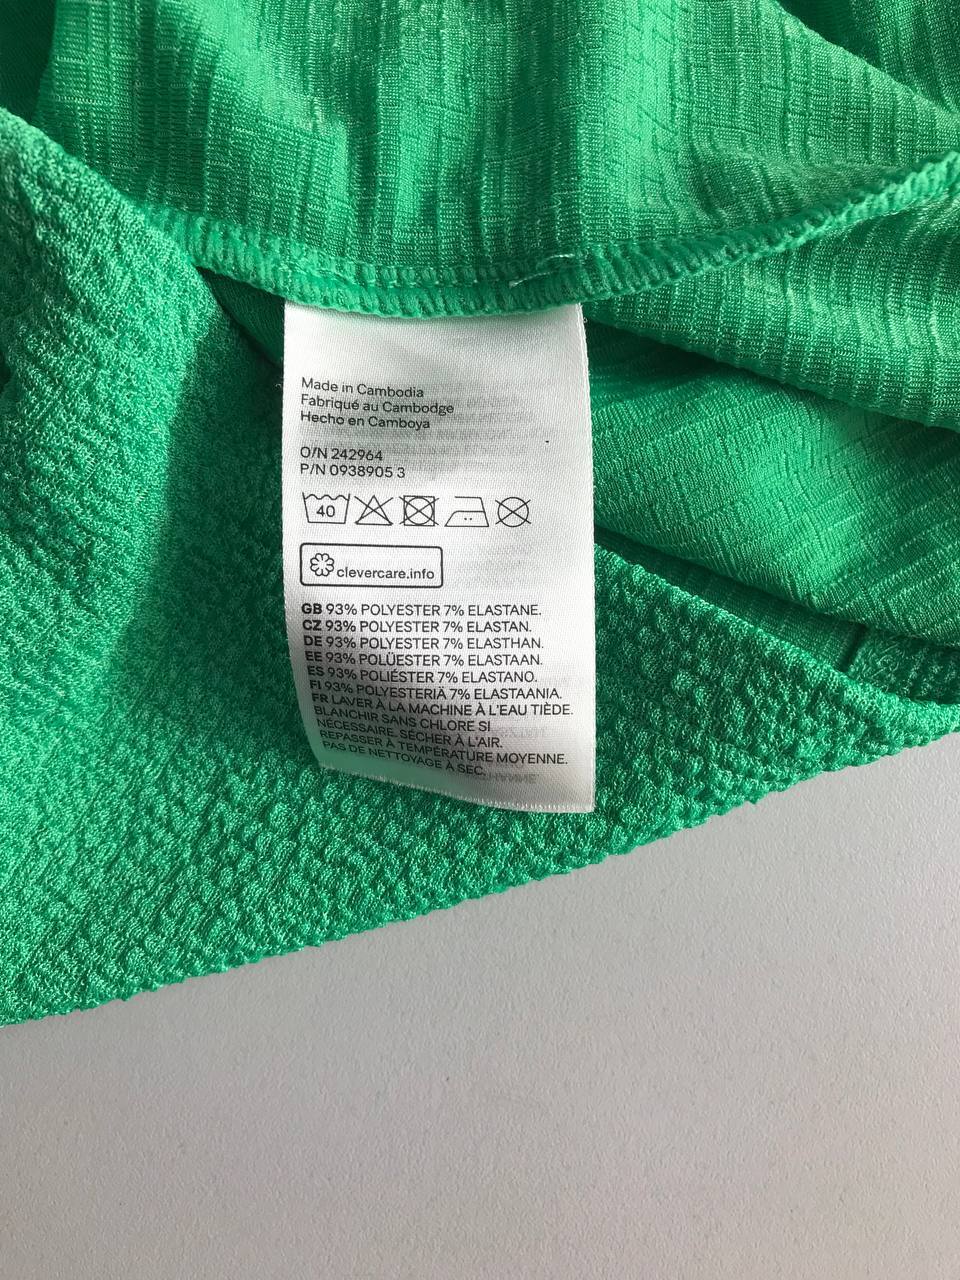 Made in Cambodia
Fabriqué au Cambodge
Hecho en Camboya
O/N 242964
P/N 0938905 3
40
clevercare.info
GB 93% POLYESTER 7% ELASTANE.
CZ 93% POLYESTER 7% ELASTAN.
DE 93% POLYESTER 7% ELASTHAN.
EE 93% POLÜESTER 7% ELASTAAN.
ES 93% POLIÉSTER 7% ELASTANO.
FI 93% POLYESTERIÄ 7% ELASTAANIA.
FR LAVER À LA MACHINE À L'EAU TIÈDE.
BLANCHIR SANS CHLORE SI
NÉCESSAIRE. SÉCHER À L'AIR.
REPASSER À TEMPÉRATURE MOYENNE.
PAS DE NETTOYAGE À SEC.